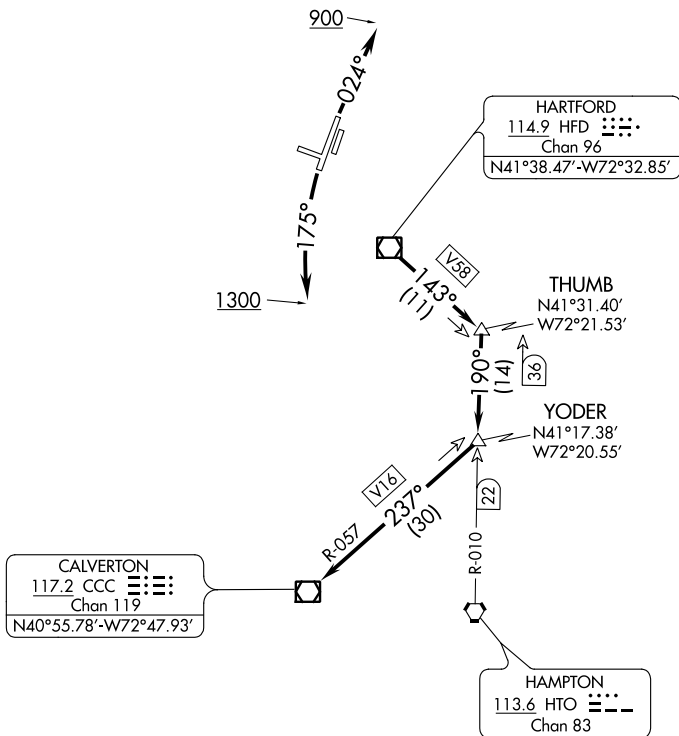 900
024°
175°
1300
HARTFORD
114.9 HFD
Chan 96
N41°38.47'-W72°32.85'
V58
143°
(11)
THUMB
N41°31.40'
W72°21.53'
190°
(14)
36
YODER
N41°17.38'
W72°20.55'
V16
237°
(30)
R-057
22
R-010
CALVERTON
117.2 CCC
Chan 119
N40°55.78'-W72°47.93'
HAMPTON
113.6 HTO
Chan 83